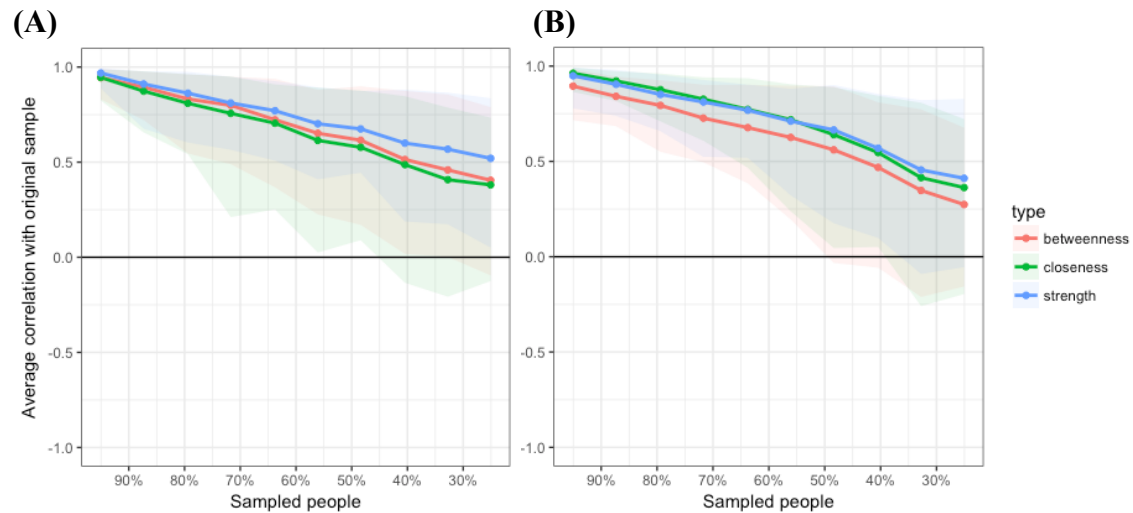 (A)
(B)
Average correlation with original sample
1.0
0.5
0.0
-0.5
-1.0
90% 80% 70% 60% 50% 40% 30%
Sampled people
1.0
0.5
0.0
-0.5
-1.0
90% 80% 70% 60% 50% 40% 30%
Sampled people
type
betweenness
closeness
strength